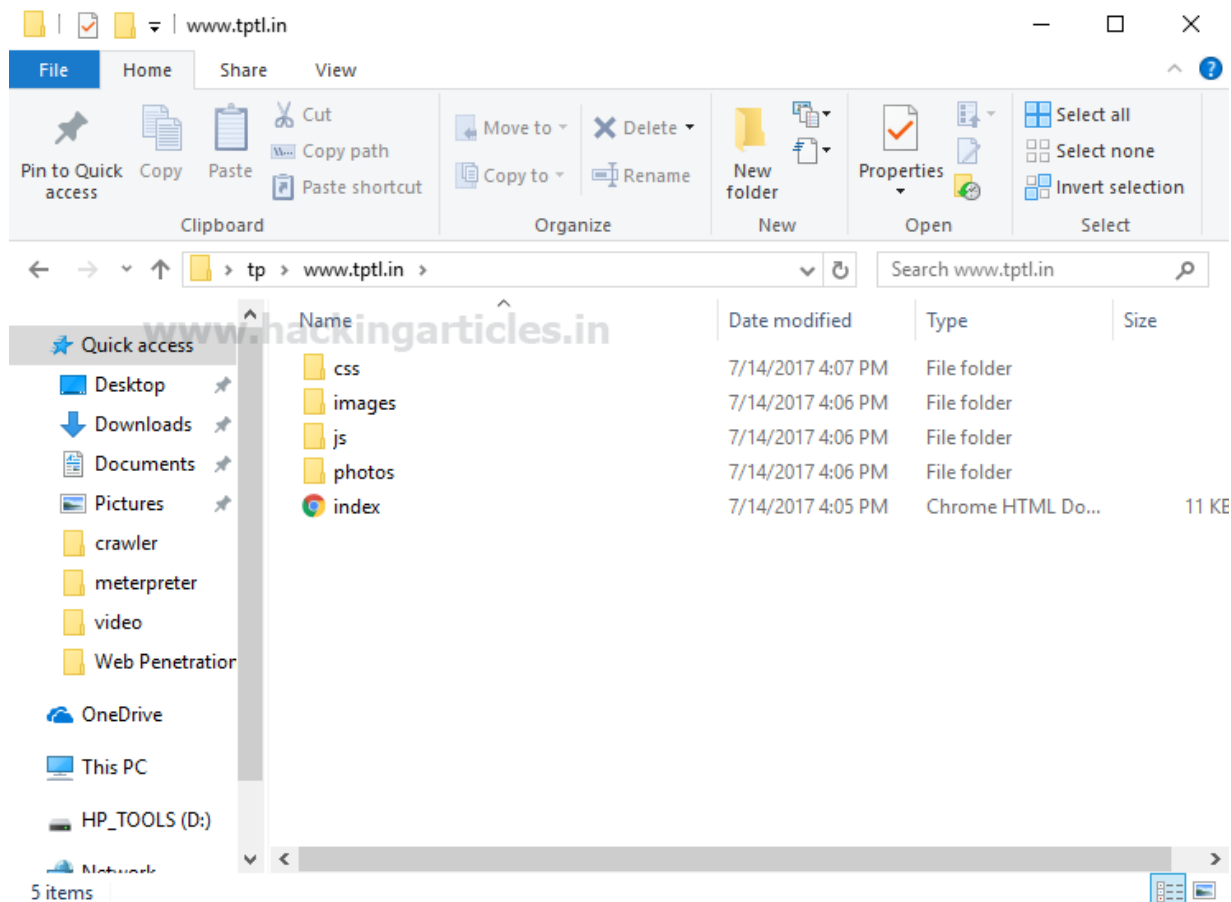 www.tptl.in
File Home Share View
Pin to Quick access
Copy
Paste
Cut
Copy path
Paste shortcut
Clipboard
Move to
Copy to
Delete
Rename
Organize
New folder
New
Properties
Open
Select all
Select none
Invert selection
Select
tp > www.tptl.in >
Search www.tptl.in
www.hackingarticles.in
Name Date modified Type Size
css 7/14/2017 4:07 PM File folder
images 7/14/2017 4:06 PM File folder
js 7/14/2017 4:06 PM File folder
photos 7/14/2017 4:06 PM File folder
index 7/14/2017 4:05 PM Chrome HTML Do... 11 KB
Quick access
Desktop
Downloads
Documents
Pictures
crawler
meterpreter
video
Web Penetration
OneDrive
This PC
HP_TOOLS (D:)
Network
5 items